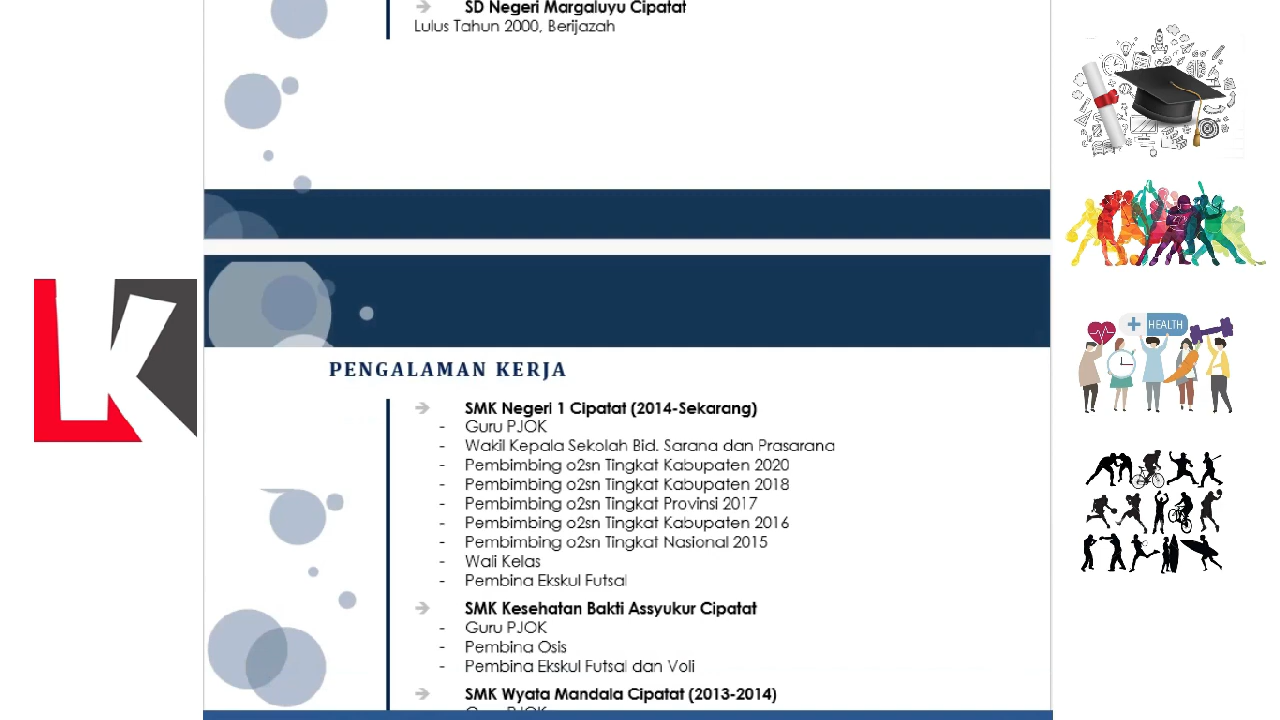 SD Negeri Margaluyu Cipatat
Lulus Tahun 2000, Berijazah
HEALTH
LK
PENGALAMAN KERJA
SMK Negeri 1 Cipatat (2014-Sekarang)
- Guru PJOK
- Wakil Kepala Sekolah Bid. Sarana dan Prasarana
- Pembimbing o2sn Tingkat Kabupaten 2020
- Pembimbing o2sn Tingkat Kabupaten 2018
- Pembimbing o2sn Tingkat Provinsi 2017
- Pembimbing o2sn Tingkat Kabupaten 2016
- Pembimbing o2sn Tingkat Nasional 2015
- Wali Kelas
- Pembina Ekskul Futsal
SMK Kesehatan Bakti Assyukur Cipatat
- Guru PJOK
- Pembina Osis
- Pembina Ekskul Futsal dan Voli
SMK Wyata Mandala Cipatat (2013-2014)
Guru PJOK